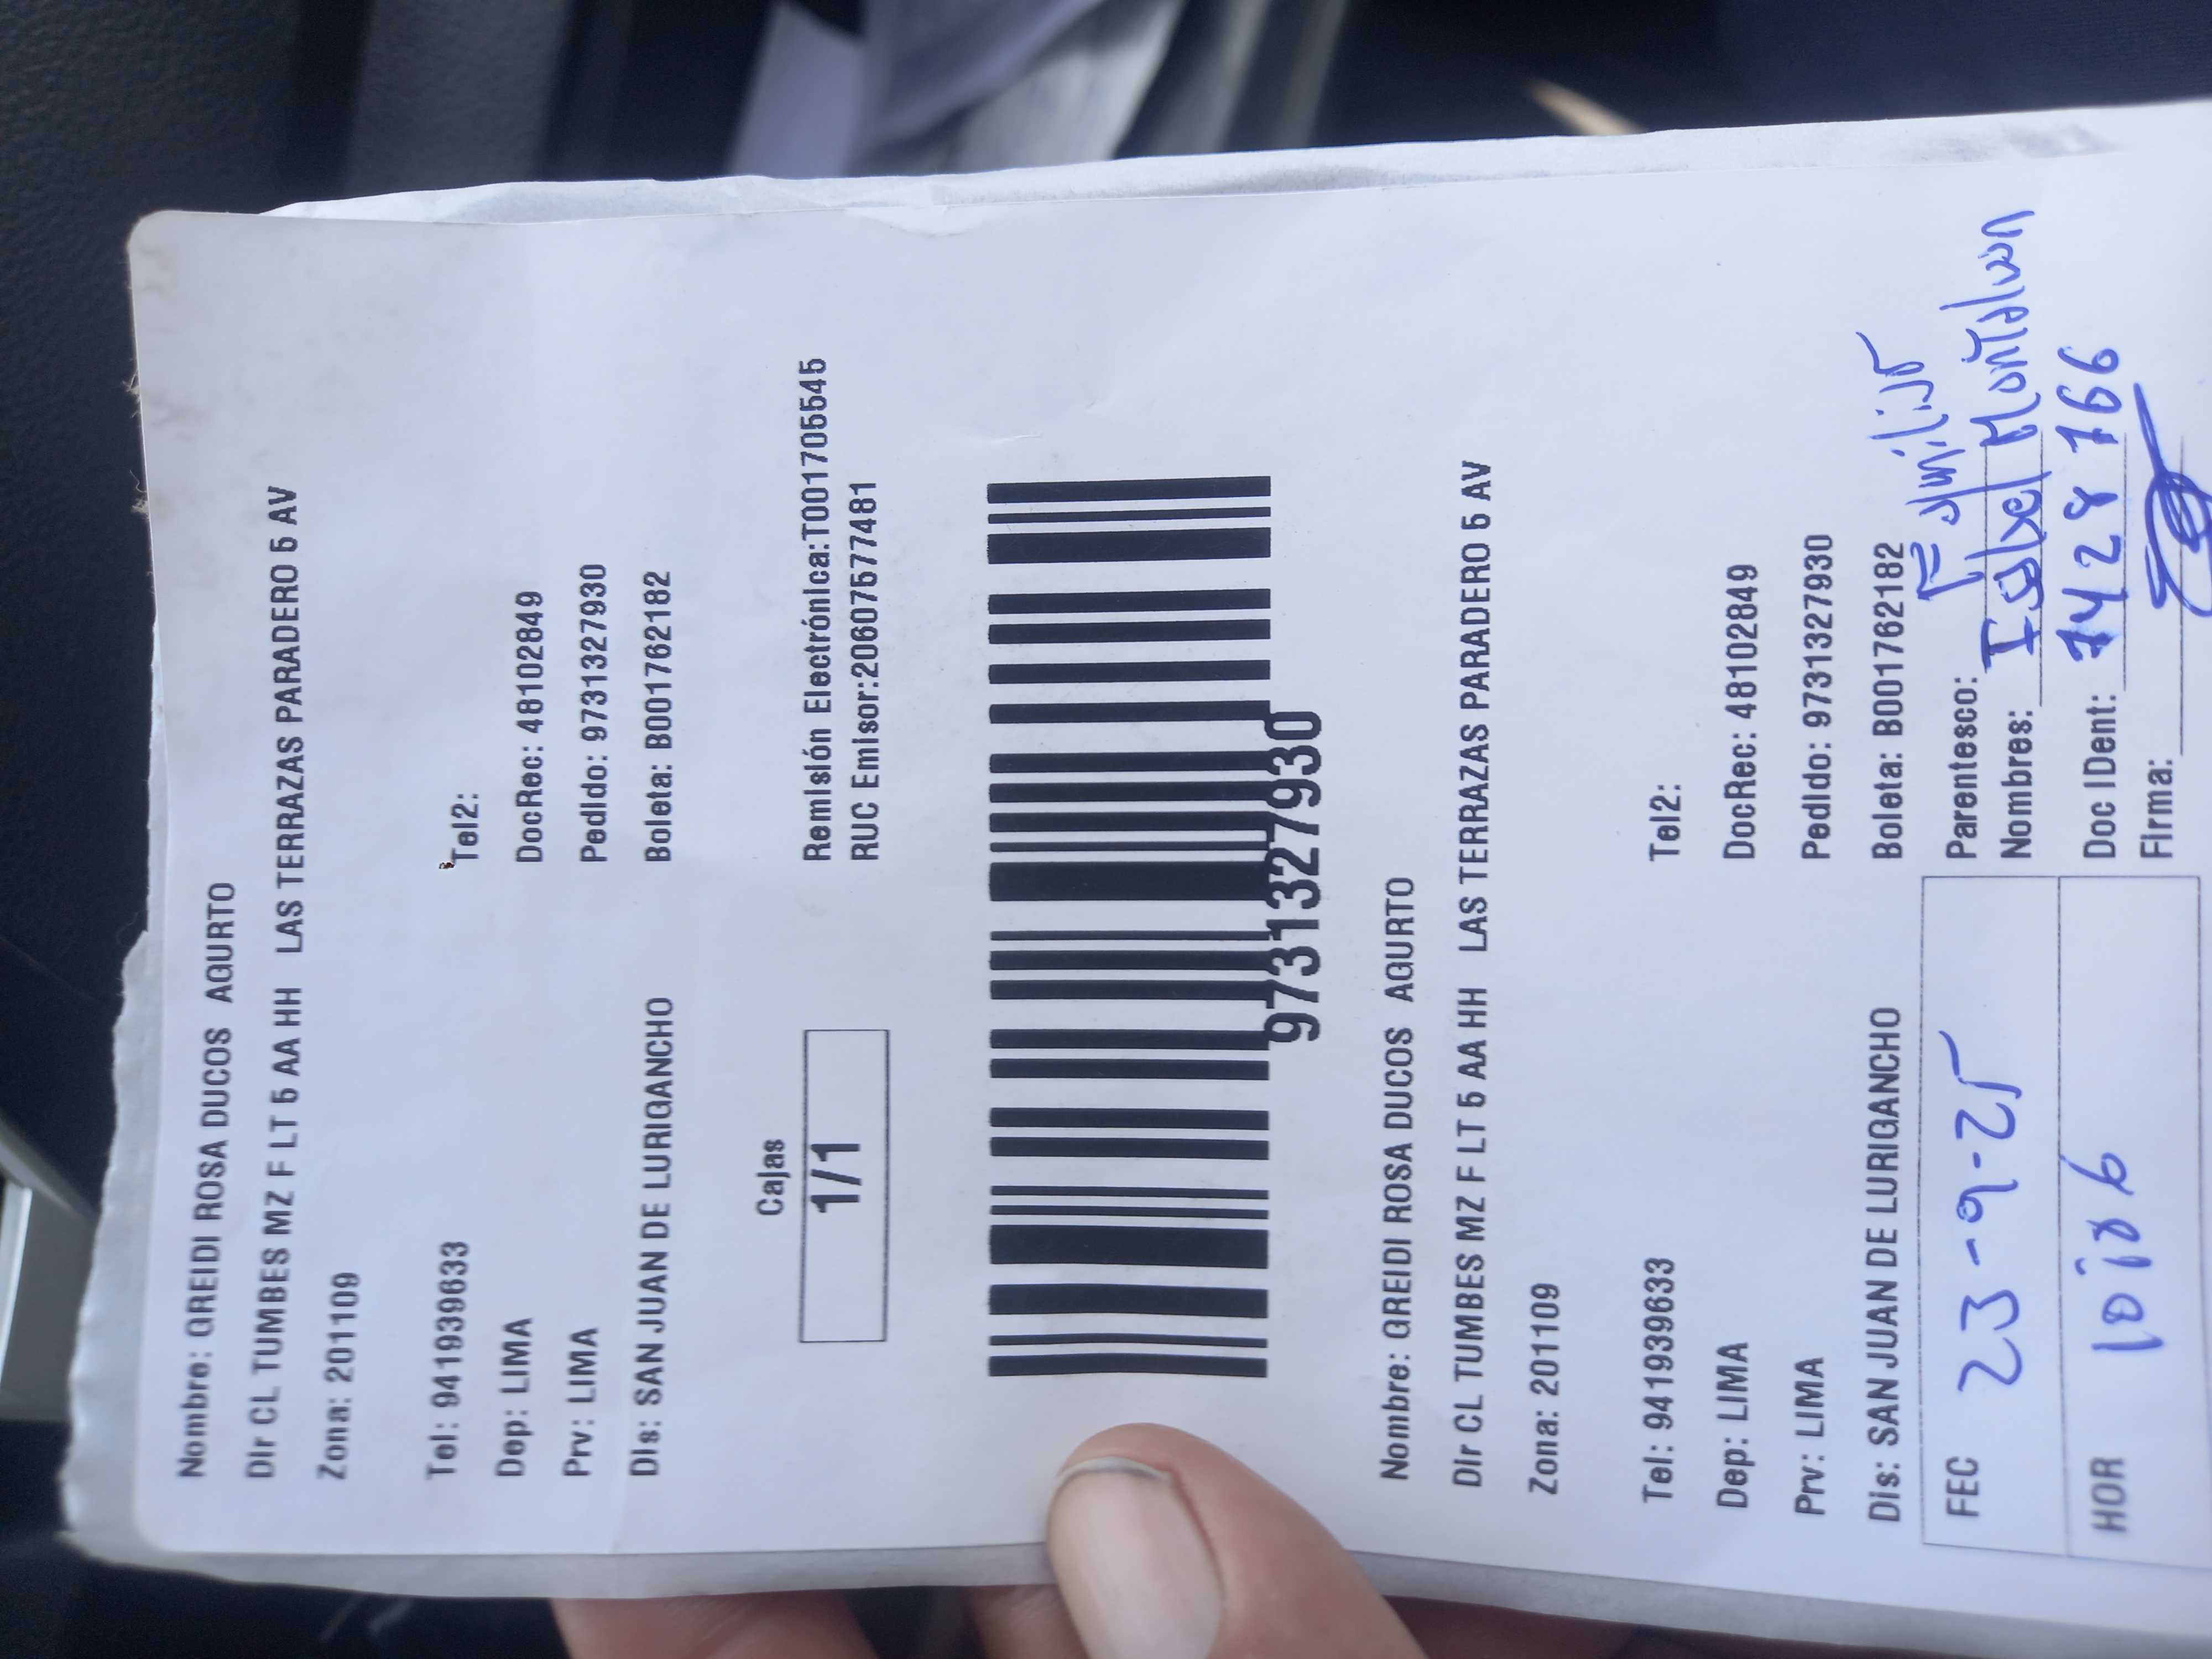 Nombre: GREIDI ROSA DUCOS AGURTO
Dir CL TUMBES MZ F LT 5 AA HH LAS TERRAZAS PARADERO 5 AV
Zona: 201109
Tel: 941939633 Tel2:
Dep: LIMA DocRec: 48102849
Prv: LIMA Pedido: 973132
7930
Dis: SAN JUAN DE LURIGANCHO Boleta: B001762182
Cajas
1/1
Remisión Electrónica:T001705545
RUC Emisor:20607577481
9731327930
Nombre: GREIDI ROSA DUCOS AGURTO
Dir CL TUMBES MZ F LT 5 AA HH LAS TERRAZAS PARADERO 5 AV
Zona: 201109
Tel: 941939633 Tel2:
Dep: LIMA DocRec: 48102849
Prv: LIMA Pedido: 9731327930
Dis: SAN JUAN DE LURIGANCHO Boleta: B001762182
FEC 23-9-25 Parentesco:
Nombres: Isabel Montalvan
HOR Doc IDent: 74287166
Firma: